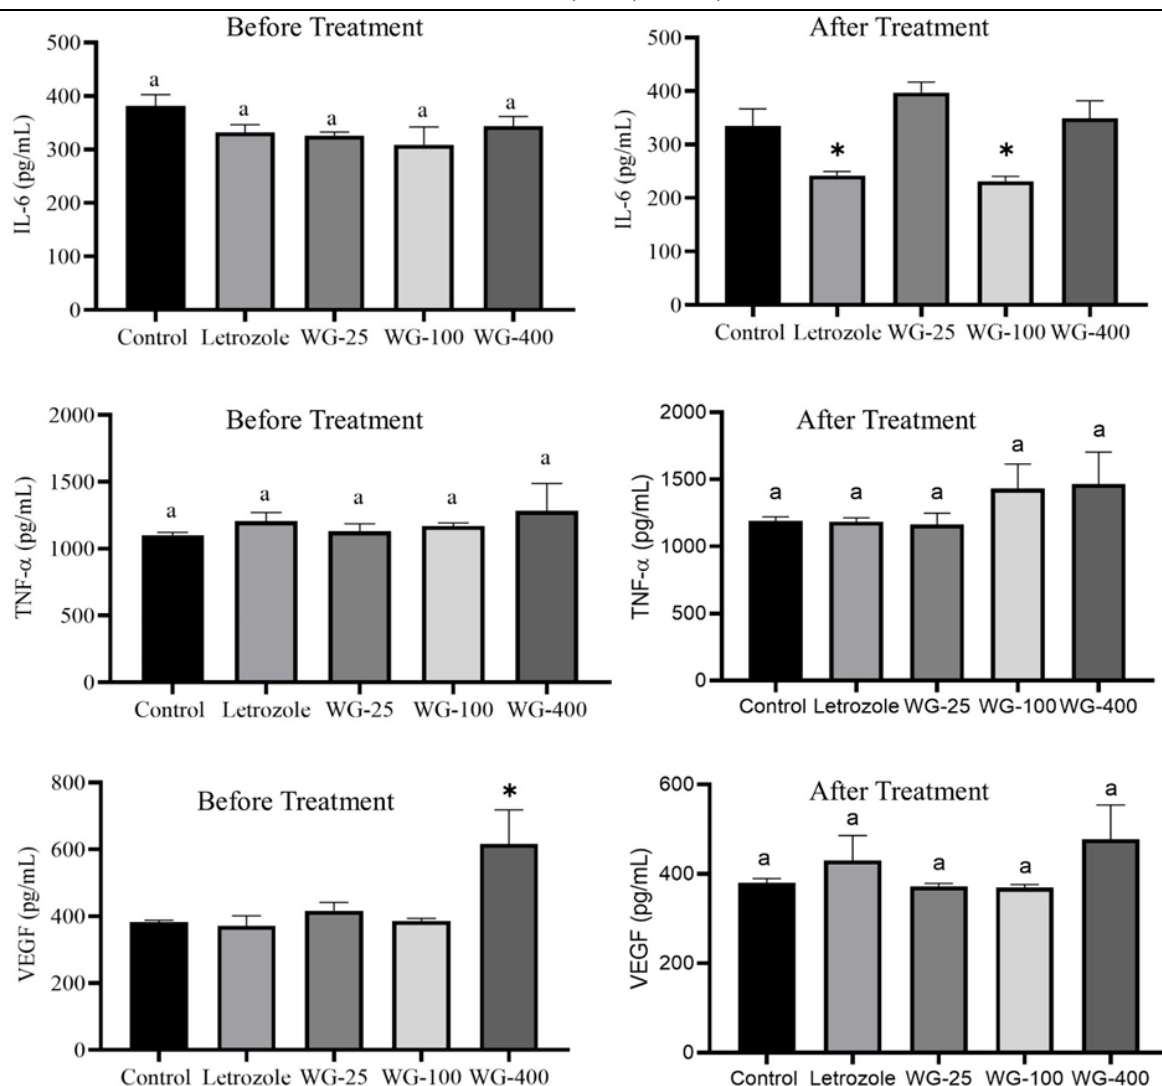 Before Treatment
IL-6 (pg/mL)
500
400
300
200
100
0
a
a
a
a
a
Control Letrozole WG-25 WG-100 WG-400
After Treatment
IL-6 (pg/mL)
500
400
300
200
100
0
*
*
Control Letrozole WG-25 WG-100 WG-400
Before Treatment
TNF-α (pg/mL)
2000
1500
1000
500
0
a
a
a
a
a
Control Letrozole WG-25 WG-100 WG-400
After Treatment
TNF-α (pg/mL)
2000
1500
1000
500
0
a
a
a
a
a
Control Letrozole WG-25 WG-100 WG-400
Before Treatment
VEGF (pg/mL)
800
600
400
200
0
*
Control Letrozole WG-25 WG-100 WG-400
After Treatment
VEGF (pg/mL)
600
400
200
0
a
a
a
a
a
Control Letrozole WG-25 WG-100 WG-400